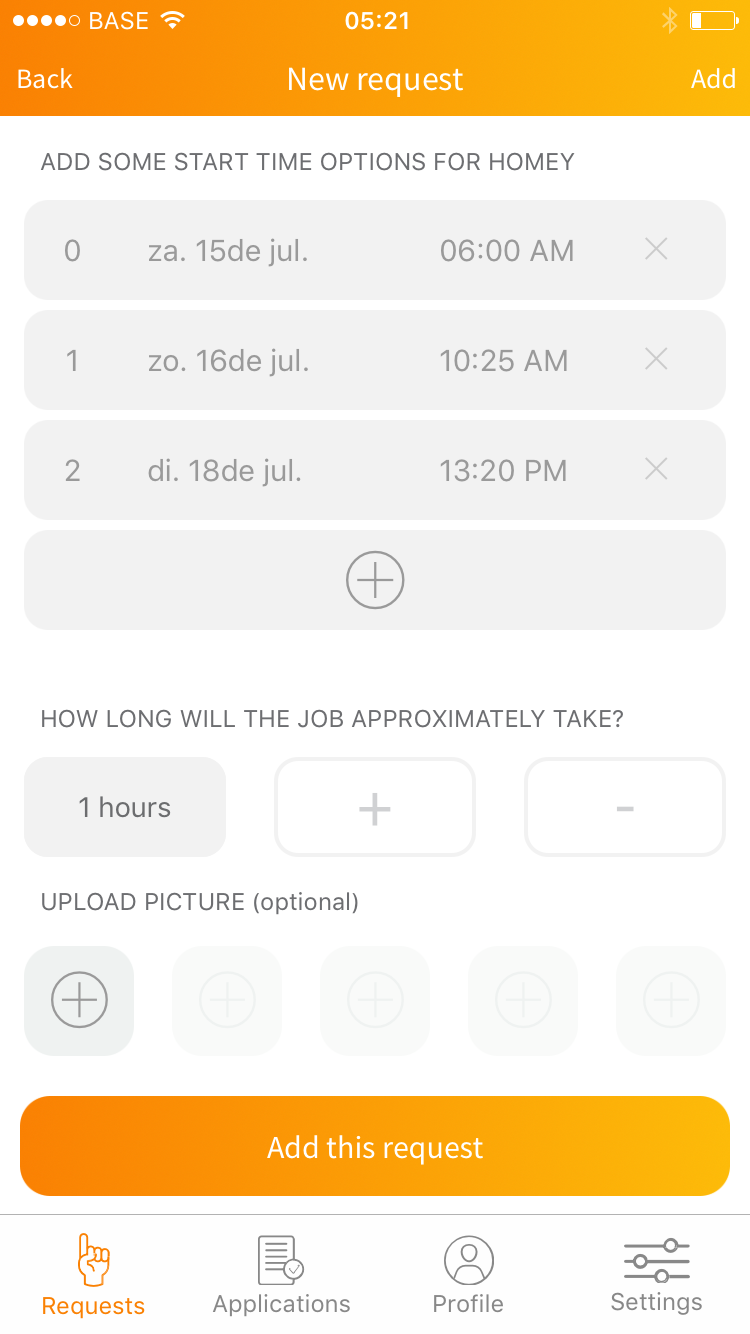 BASE 05:21
Back New request Add
ADD SOME START TIME OPTIONS FOR HOMEY
0 za. 15de jul. 06:00 AM
1 zo. 16de jul. 10:25 AM
2 di. 18de jul. 13:20 PM
HOW LONG WILL THE JOB APPROXIMATELY TAKE?
1 hours + -
UPLOAD PICTURE (optional)
Add this request
Requests Applications Profile Settings